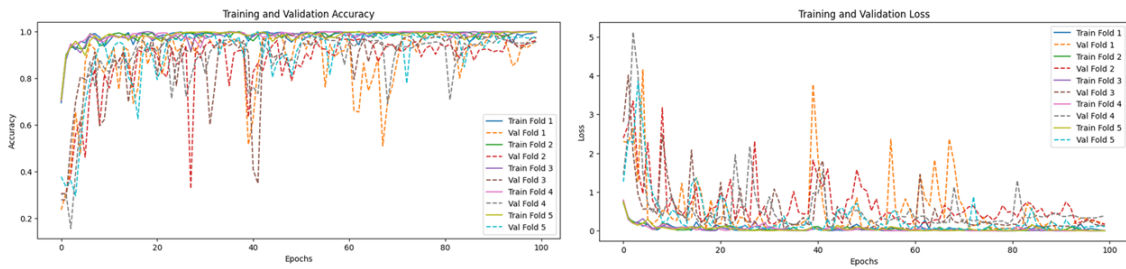 Training and Validation Accuracy
1.0
0.8
0.6
0.4
0.2
Accuracy
0
20
40
60
80
100
Epochs
Train Fold 1
Val Fold 1
Train Fold 2
Val Fold 2
Train Fold 3
Val Fold 3
Train Fold 4
Val Fold 4
Train Fold 5
Val Fold 5
Training and Validation Loss
5
4
3
2
1
0
Loss
0
20
40
60
80
100
Epochs
Train Fold 1
Val Fold 1
Train Fold 2
Val Fold 2
Train Fold 3
Val Fold 3
Train Fold 4
Val Fold 4
Train Fold 5
Val Fold 5